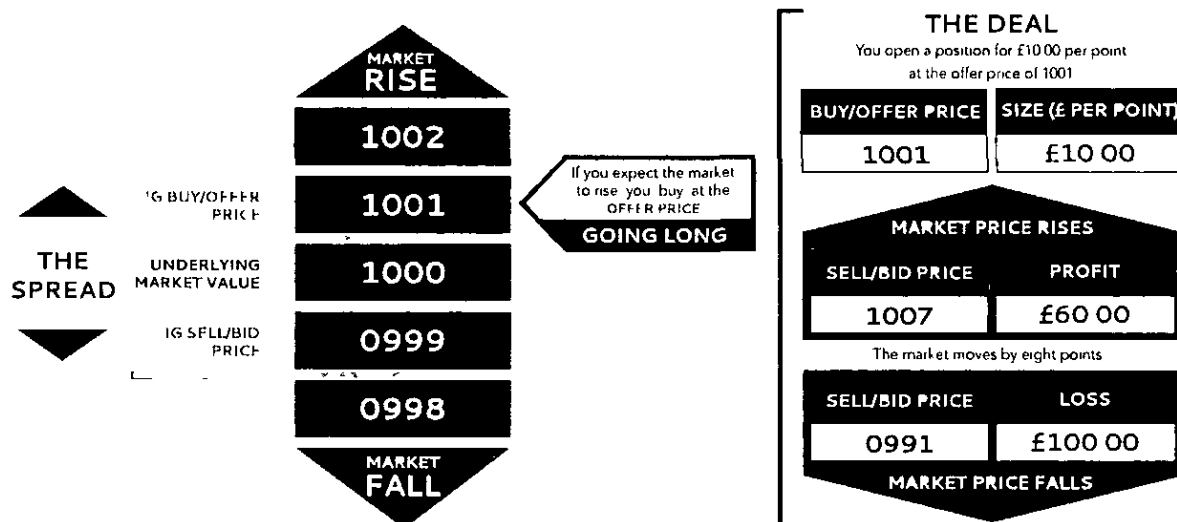 MARKET
RISE
1002
1001
1000
0999
0998
MARKET
FALL
THE
SPREAD
IG BUY/OFFER
PRICE
UNDERLYING
MARKET VALUE
IG SELL/BID
PRICE
If you expect the market
to rise you buy at the
OFFER PRICE
GOING LONG
THE DEAL
You open a position for £10 00 per point
at the offer price of 1001
BUY/OFFER PRICE
SIZE (£ PER POINT)
1001
£10 00
MARKET PRICE RISES
SELL/BID PRICE
PROFIT
1007
£60 00
The market moves by eight points
SELL/BID PRICE
LOSS
0991
£100 00
MARKET PRICE FALLS